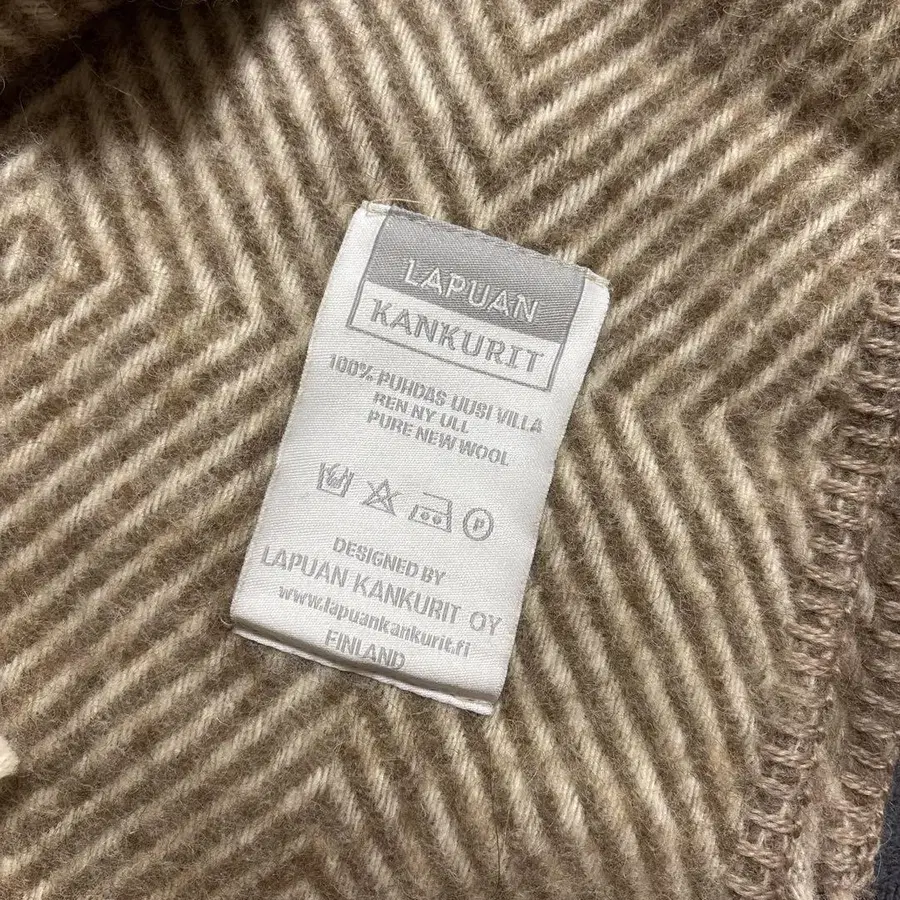 LAPUAN
KANKURIT
100% PUHDAS UUSI VILLA
REN NY ULL
PURE NEW WOOL
P
DESIGNED BY
LAPUAN KANKURIT OY
www.lapuankankurit.fi
FINLAND